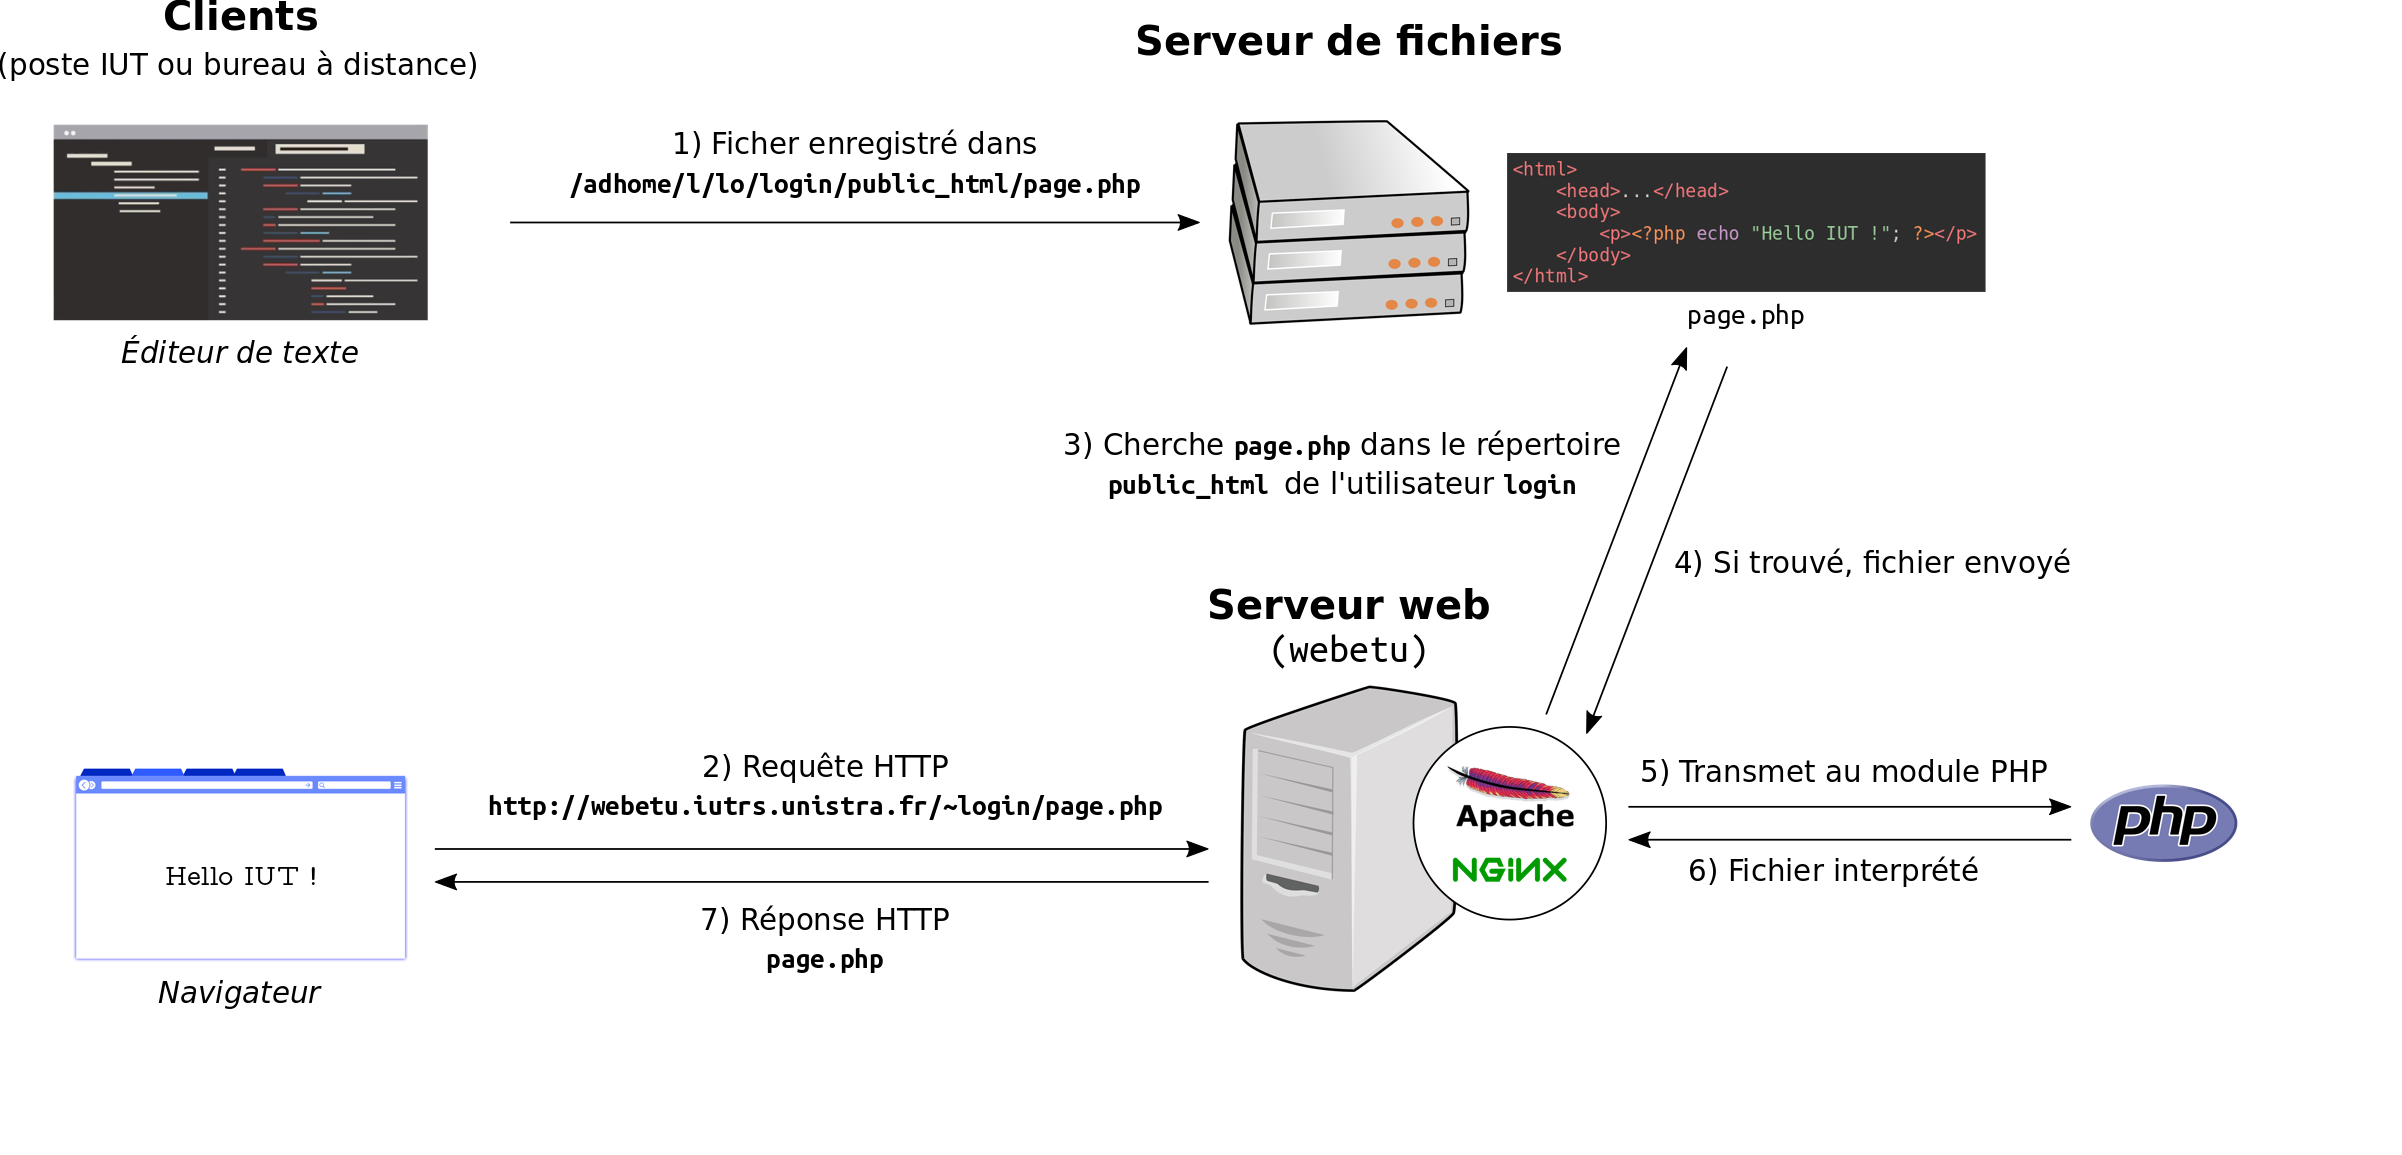 Clients
(poste IUT ou bureau à distance)
Éditeur de texte
1) Ficher enregistré dans
/adhome/l/lo/login/public_html/page.php
Serveur de fichiers
<html>
    <head>...</head>
    <body>
        <p><?php echo "Hello IUT !"; ?></p>
    </body>
</html>
page.php
3) Cherche page.php dans le répertoire
public_html de l'utilisateur login
4) Si trouvé, fichier envoyé
Serveur web
(webetu)
Apache
NGINX
2) Requête HTTP
http://webetu.iutrs.unistra.fr/~login/page.php
7) Réponse HTTP
page.php
Hello IUT !
Navigateur
5) Transmet au module PHP
6) Fichier interprété
php